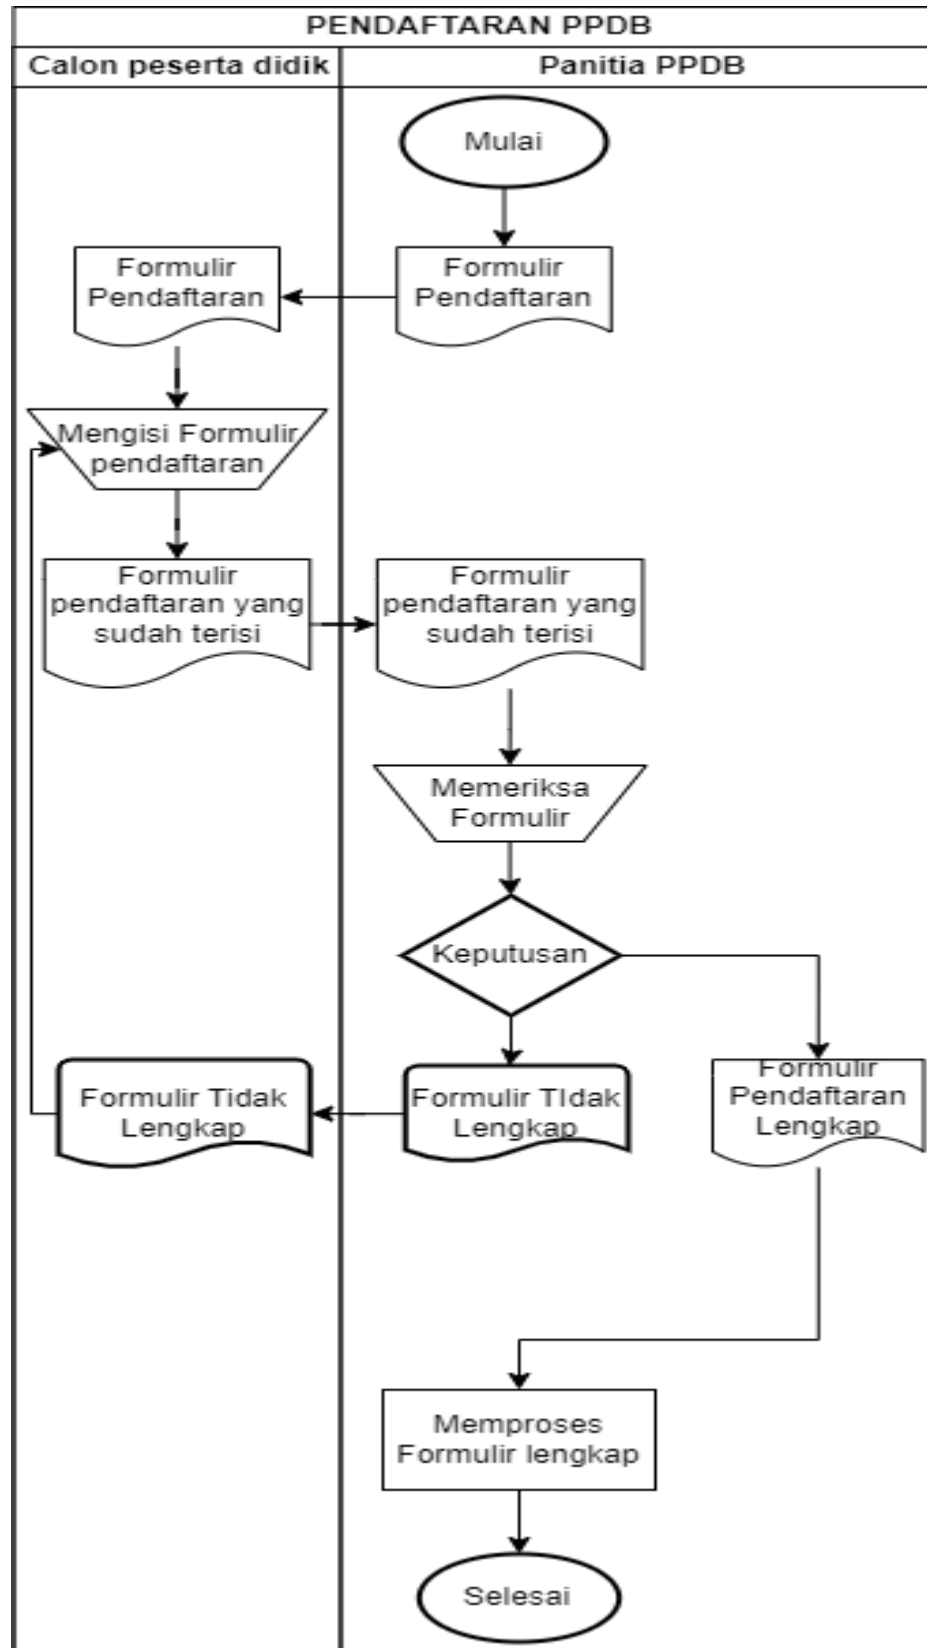 PENDAFTARAN PPDB
Calon peserta didik
Panitia PPDB
Mulai
Formulir
Pendaftaran
Formulir
Pendaftaran
Mengisi Formulir
pendaftaran
Formulir
pendaftaran yang
sudah terisi
Formulir
pendaftaran yang
sudah terisi
Memeriksa
Formulir
Keputusan
Formulir Tidak
Lengkap
Formulir TIdak
Lengkap
Formulir
Pendaftaran
Lengkap
Memproses
Formulir lengkap
Selesai